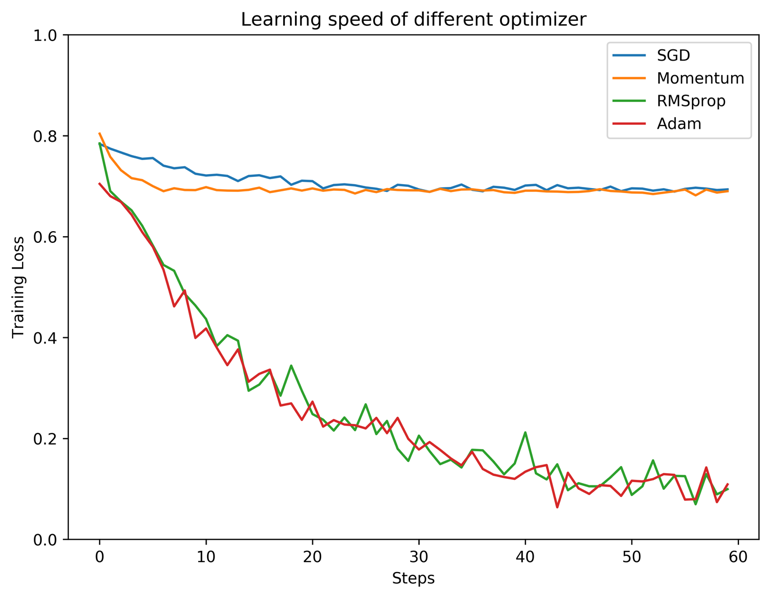 Learning speed of different optimizer
1.0
0.8
0.6
0.4
0.2
0.0
Training Loss
SGD
Momentum
RMSprop
Adam
0 10 20 30 40 50 60
Steps